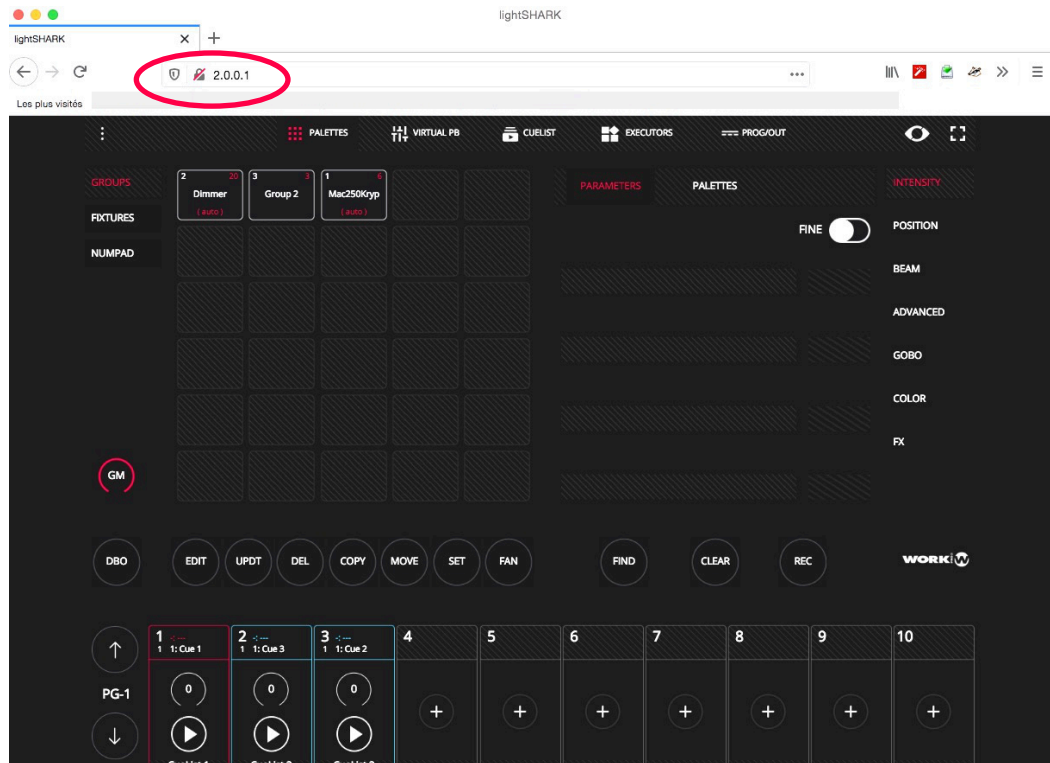 lightSHARK
lightSHARK
2.0.0.1
Les plus visités
PALETTES VIRTUAL PB CUELIST EXECUTORS PROG/OUT
GROUPS
FIXTURES
NUMPAD
2 20 3 3 1 6
Dimmer Group 2 Mac250Kryp
(auto) (auto)
PARAMETERS PALETTES
FINE
INTENSITY
POSITION
BEAM
ADVANCED
GOBO
COLOR
FX
GM
DBO EDIT UPDT DEL COPY MOVE SET FAN FIND CLEAR REC
WORK
1 -: --- 2 -: --- 3 -: --- 4 5 6 7 8 9 10
1 1: Cue 1 1 1: Cue 3 1 1: Cue 2
PG-1
0 0 0
+ + + + + + +